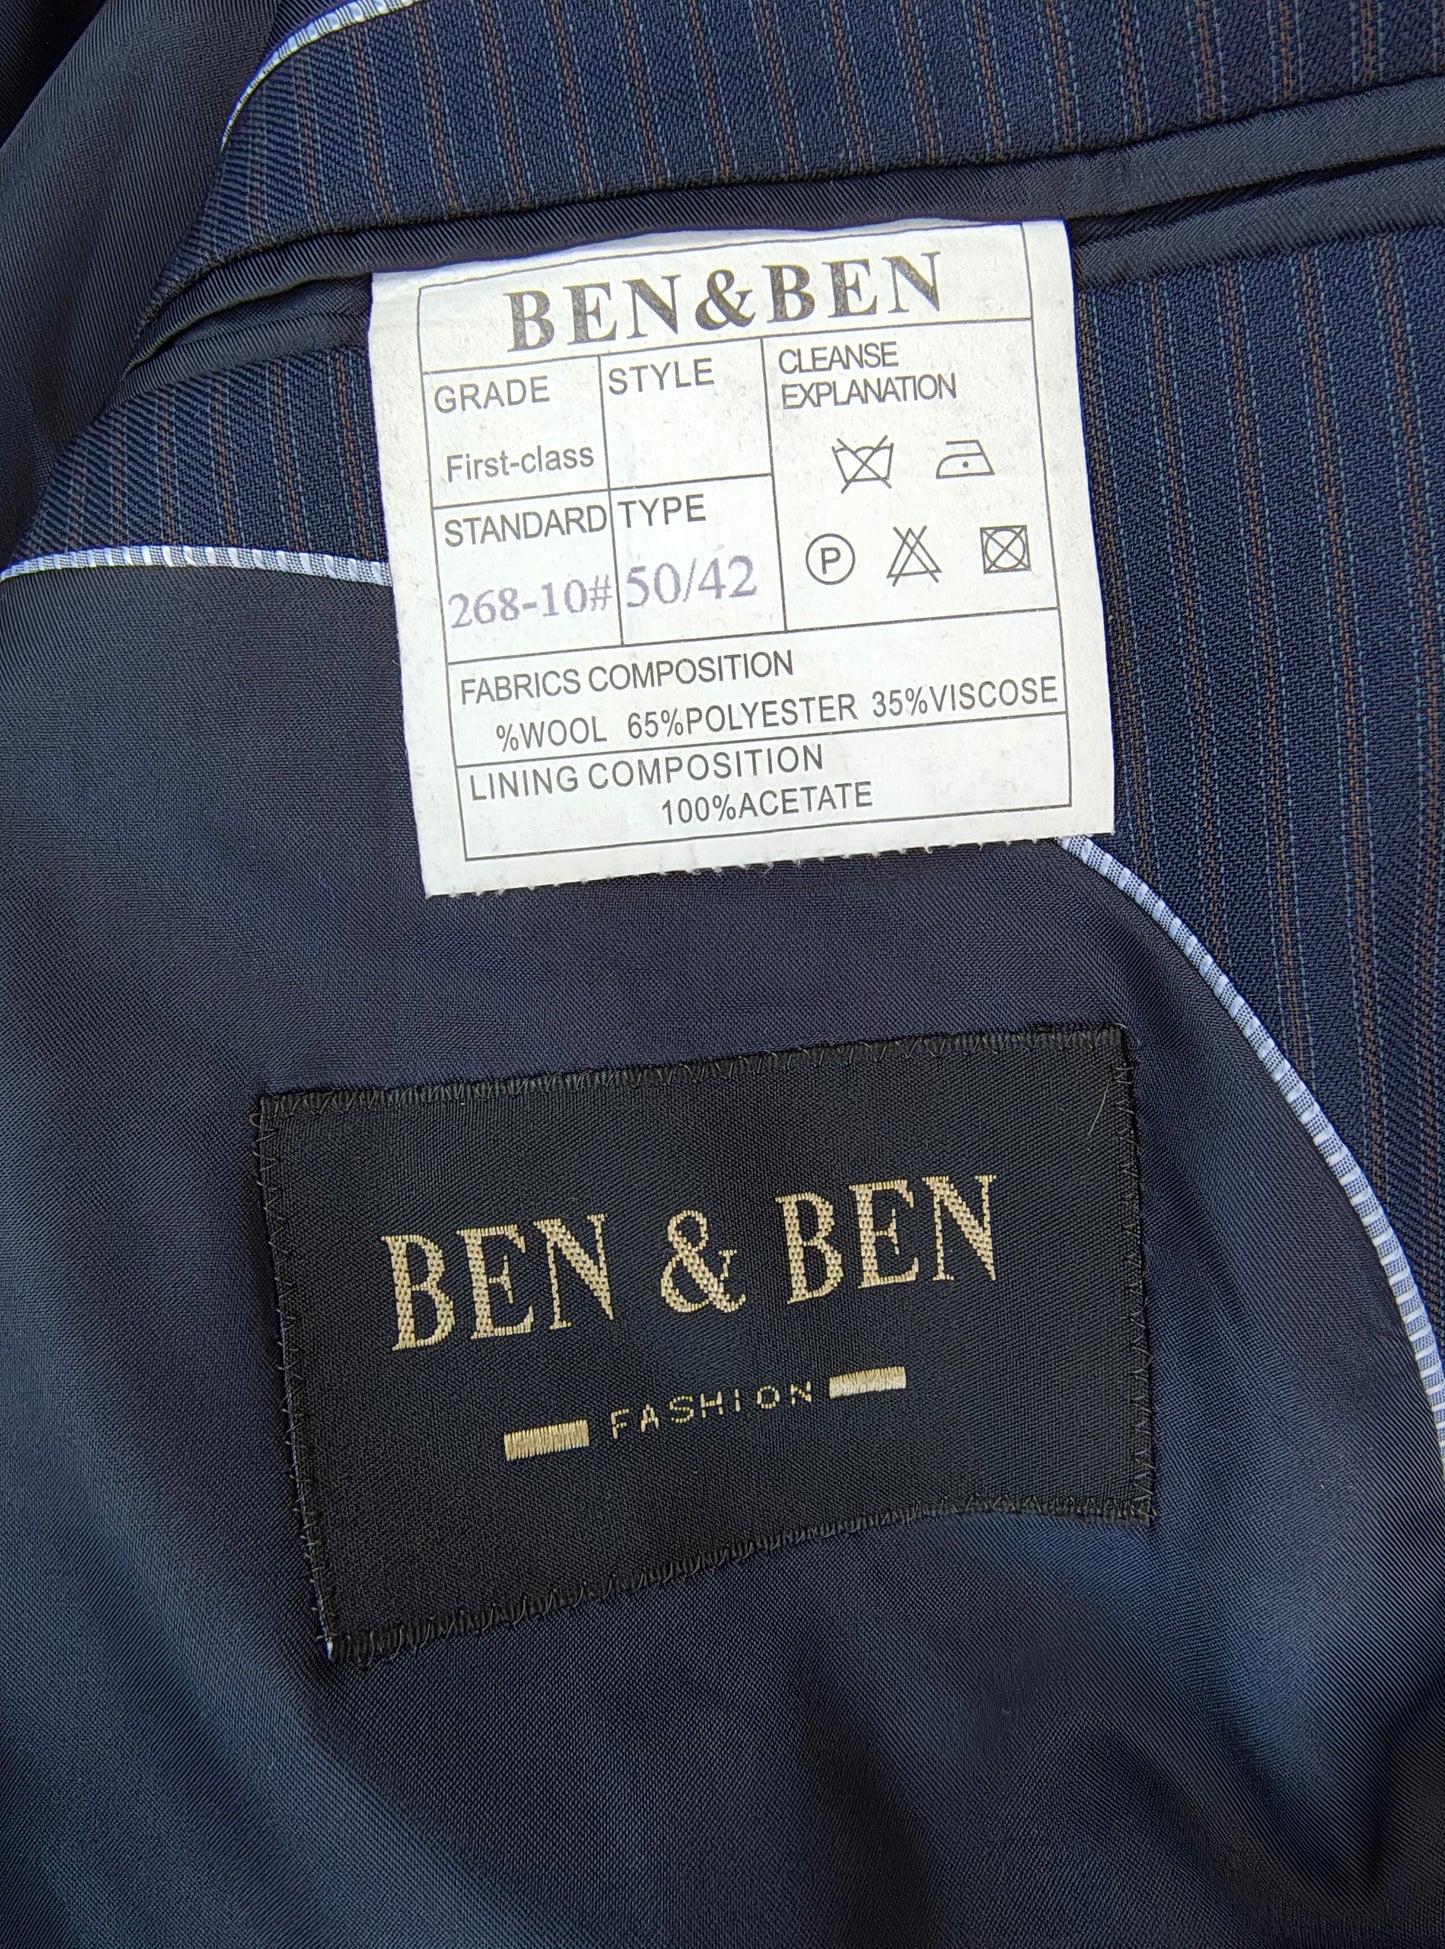 BEN&BEN
GRADE
First-class
STYLE
CLEANSE
EXPLANATION
STANDARD
268-10#
TYPE
50/42
P
FABRICS COMPOSITION
%WOOL 65%POLYESTER 35%VISCOSE
LINING COMPOSITION
100%ACETATE
BEN & BEN
FASHION